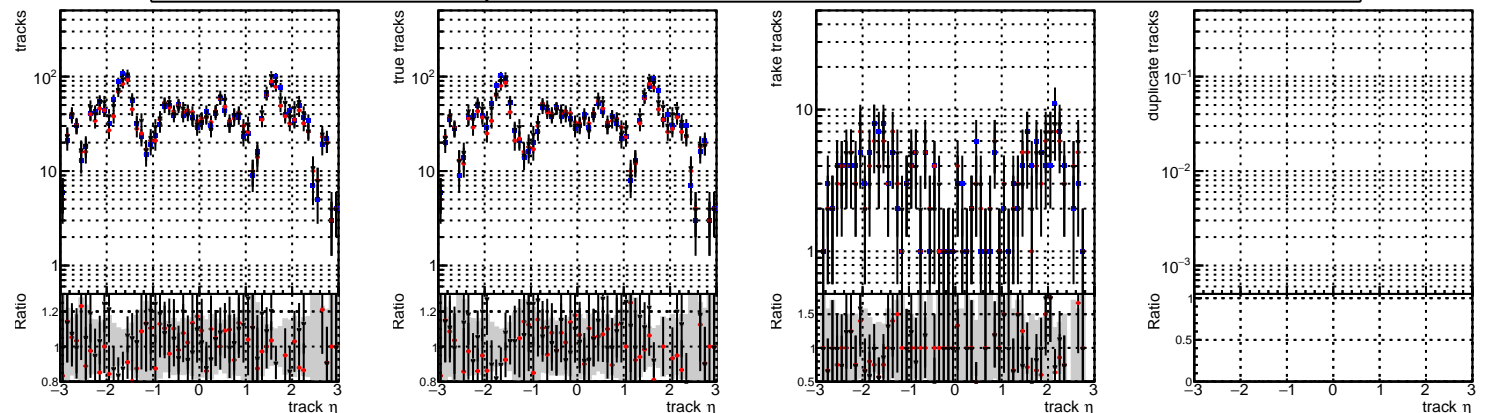 tracks
10²
10
1
Ratio
1.2
1
0.8
−3 −2 −1 0 1 2 3
track η
true tracks
10²
10
1
Ratio
1.2
1
0.8
−3 −2 −1 0 1 2 3
track η
fake tracks
10
1
Ratio
1.5
1
0.5
−3 −2 −1 0 1 2 3
track η
duplicate tracks
10⁻¹
10⁻²
10⁻³
Ratio
1
0.5
0
−3 −2 −1 0 1 2 3
track η